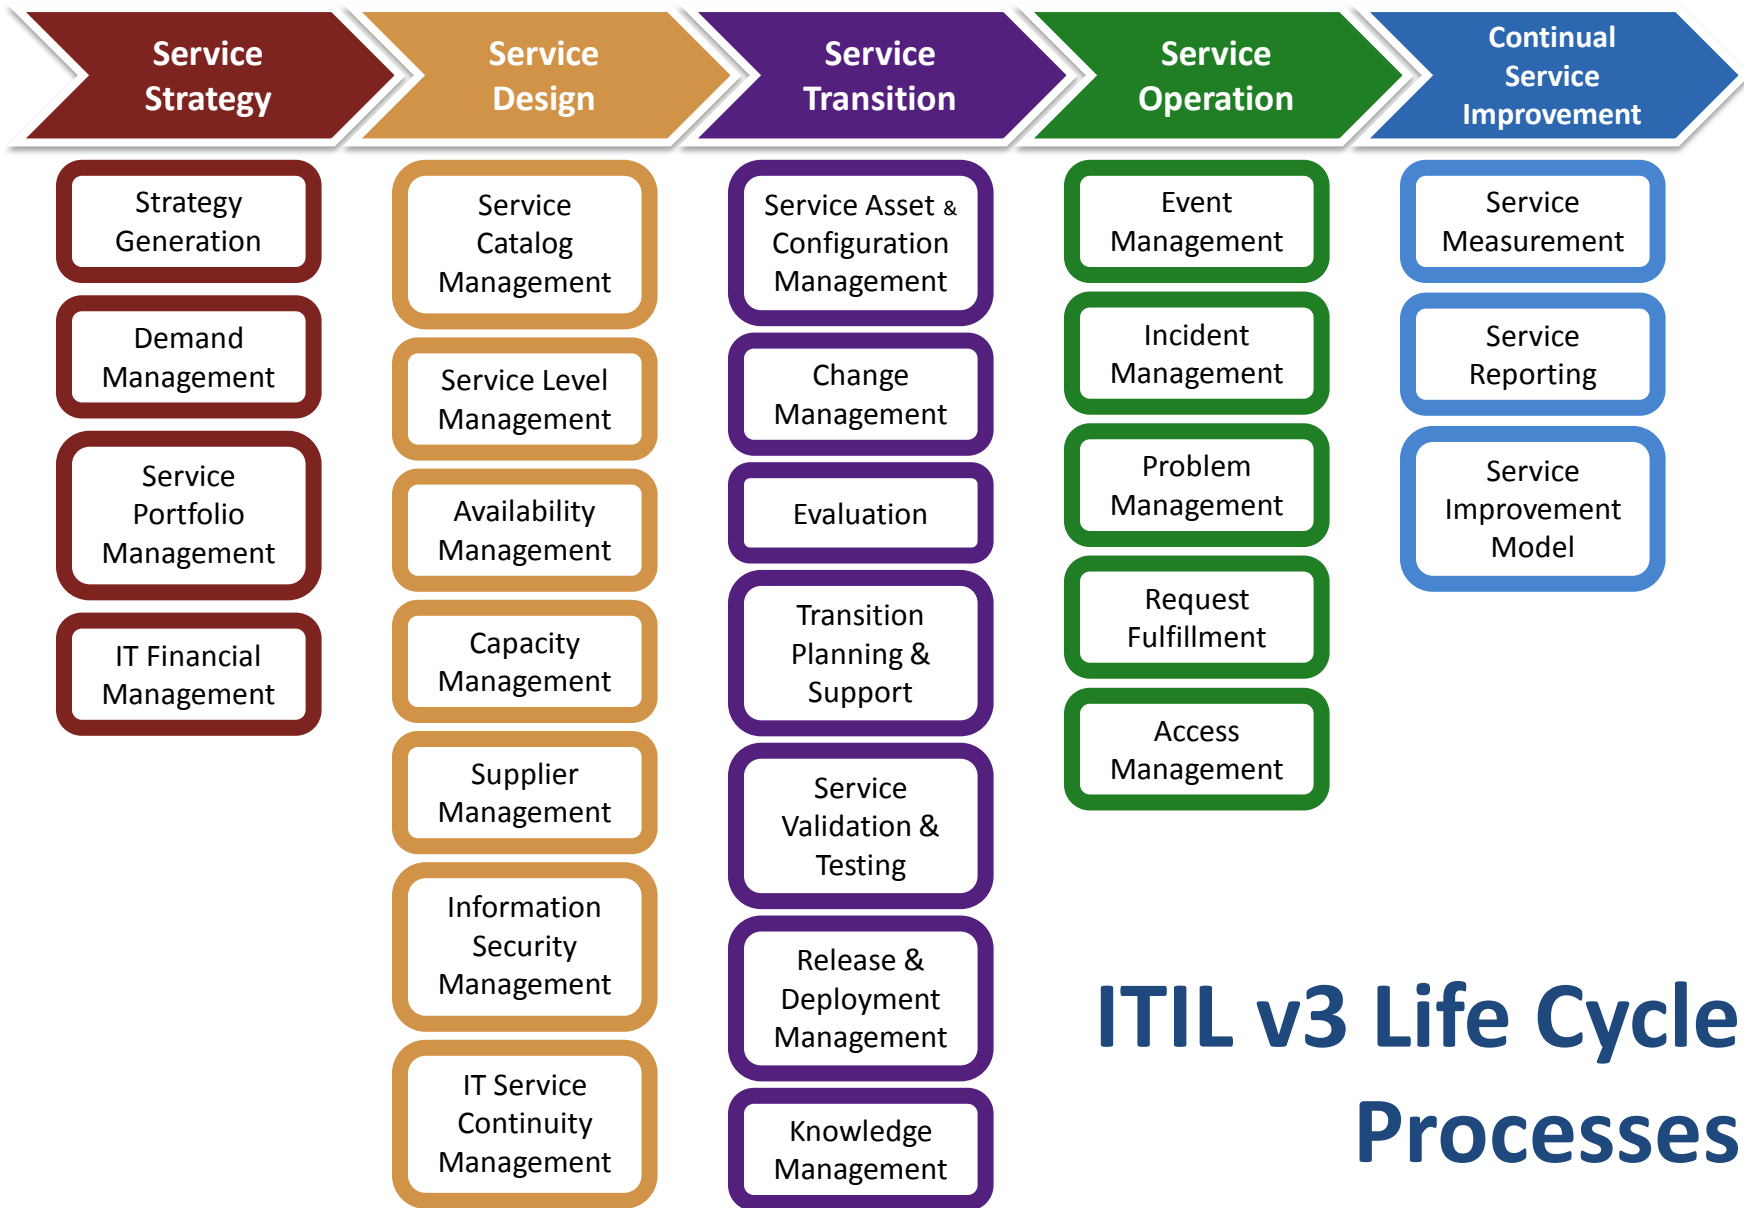 Service
Strategy
Service
Design
Service
Transition
Service
Operation
Continual
Service
Improvement
Strategy
Generation
Demand
Management
Service
Portfolio
Management
IT Financial
Management
Service
Catalog
Management
Service Level
Management
Availability
Management
Capacity
Management
Supplier
Management
Information
Security
Management
IT Service
Continuity
Management
Service Asset &
Configuration
Management
Change
Management
Evaluation
Transition
Planning &
Support
Service
Validation &
Testing
Release &
Deployment
Management
Knowledge
Management
Event
Management
Incident
Management
Problem
Management
Request
Fulfillment
Access
Management
Service
Measurement
Service
Reporting
Service
Improvement
Model
ITIL v3 Life Cycle
Processes